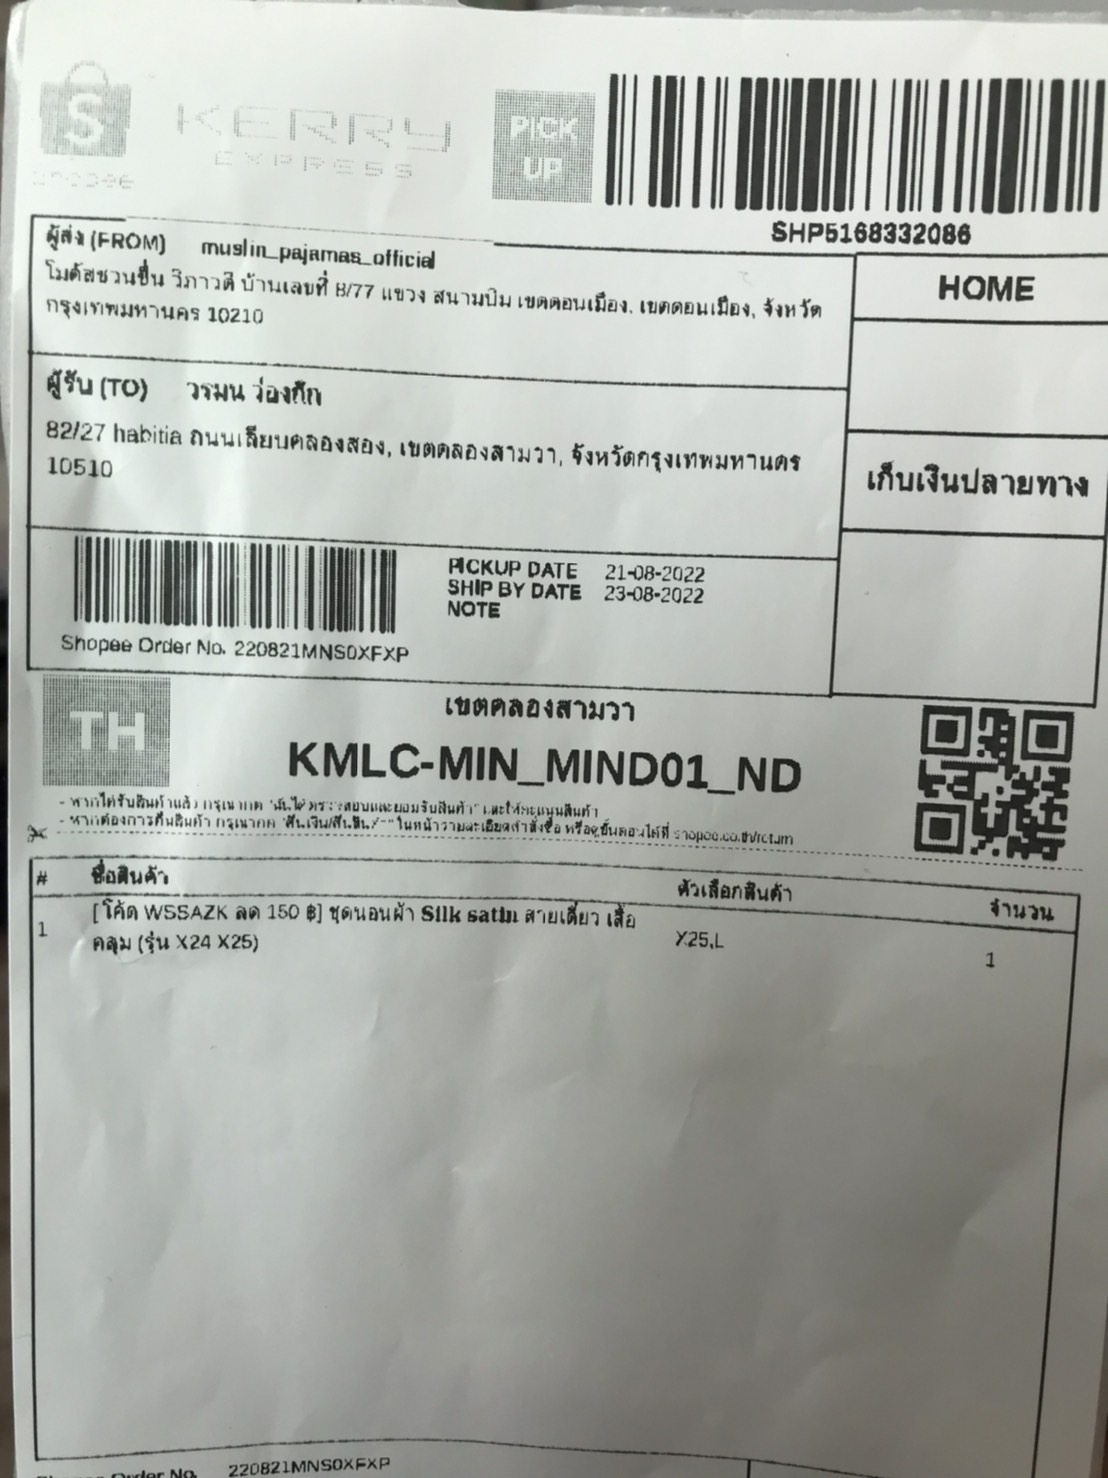 KERRY
EXPRESS
PICK
UP
SHP5168332086
ผู้ส่ง (FROM) muslin_pajamas_official
โมดัสชวนชื่น วิภาวดี บ้านเลขที่ 8/77 แขวง สนามบิน เขตดอนเมือง, เขตดอนเมือง, จังหวัด
กรุงเทพมหานคร 10210
HOME
ผู้รับ (TO) วรมน ว่องกึก
82/27 habitia ถนนเลียบคลองสอง, เขตคลองสามวา, จังหวัดกรุงเทพมหานคร
10510
เก็บเงินปลายทาง
PICKUP DATE 21-08-2022
SHIP BY DATE 23-08-2022
NOTE
Shopee Order No. 220821MNS0XFXP
TH
เขตคลองสามวา
KMLC-MIN_MIND01_ND
- หากได้รับสินค้าแล้ว กรุณากด "ฉันได้ตรวจสอบและยอมรับสินค้า" และให้คะแนนสินค้า
- หากต้องการคืนสินค้า กรุณากด "คืนเงิน/คืนสินค้า" ในหน้ารายละเอียดคำสั่งซื้อ หรือดูขั้นตอนได้ที่ shopee.co.th/return
# ชื่อสินค้า ตัวเลือกสินค้า จำนวน
1 [โค้ด WSSAZK ลด 150 ฿] ชุดนอนผ้า Silk satin สายเดี่ยว เสื้อ
คลุม (รุ่น X24 X25) X25,L 1
Shopee Order No. 220821MNS0XFXP